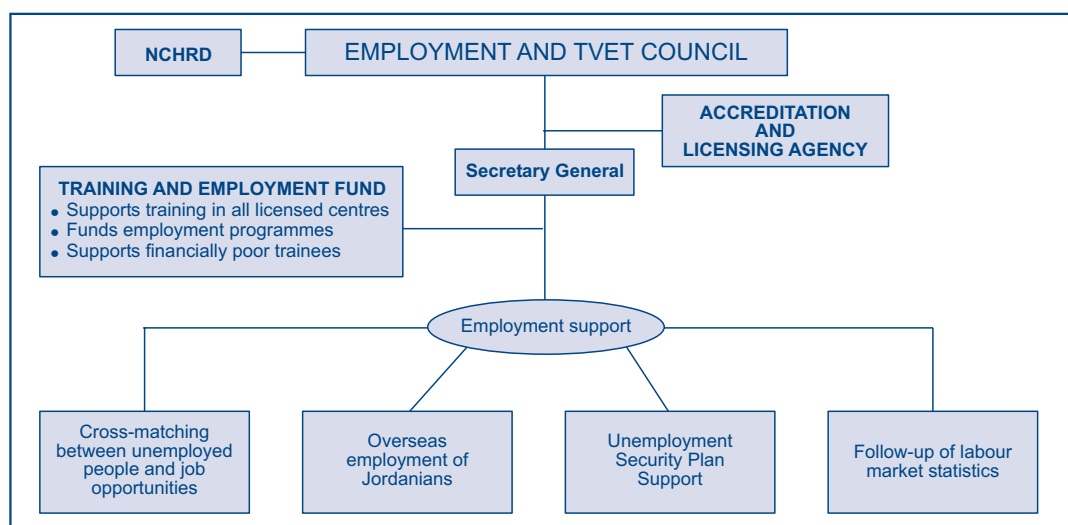 NCHRD
EMPLOYMENT AND TVET COUNCIL
ACCREDITATION
AND
LICENSING AGENCY
Secretary General
TRAINING AND EMPLOYMENT FUND
• Supports training in all licensed centres
• Funds employment programmes
• Supports financially poor trainees
Employment support
Cross-matching
between unemployed
people and job
opportunities
Overseas
employment of
Jordanians
Unemployment
Security Plan
Support
Follow-up of labour
market statistics